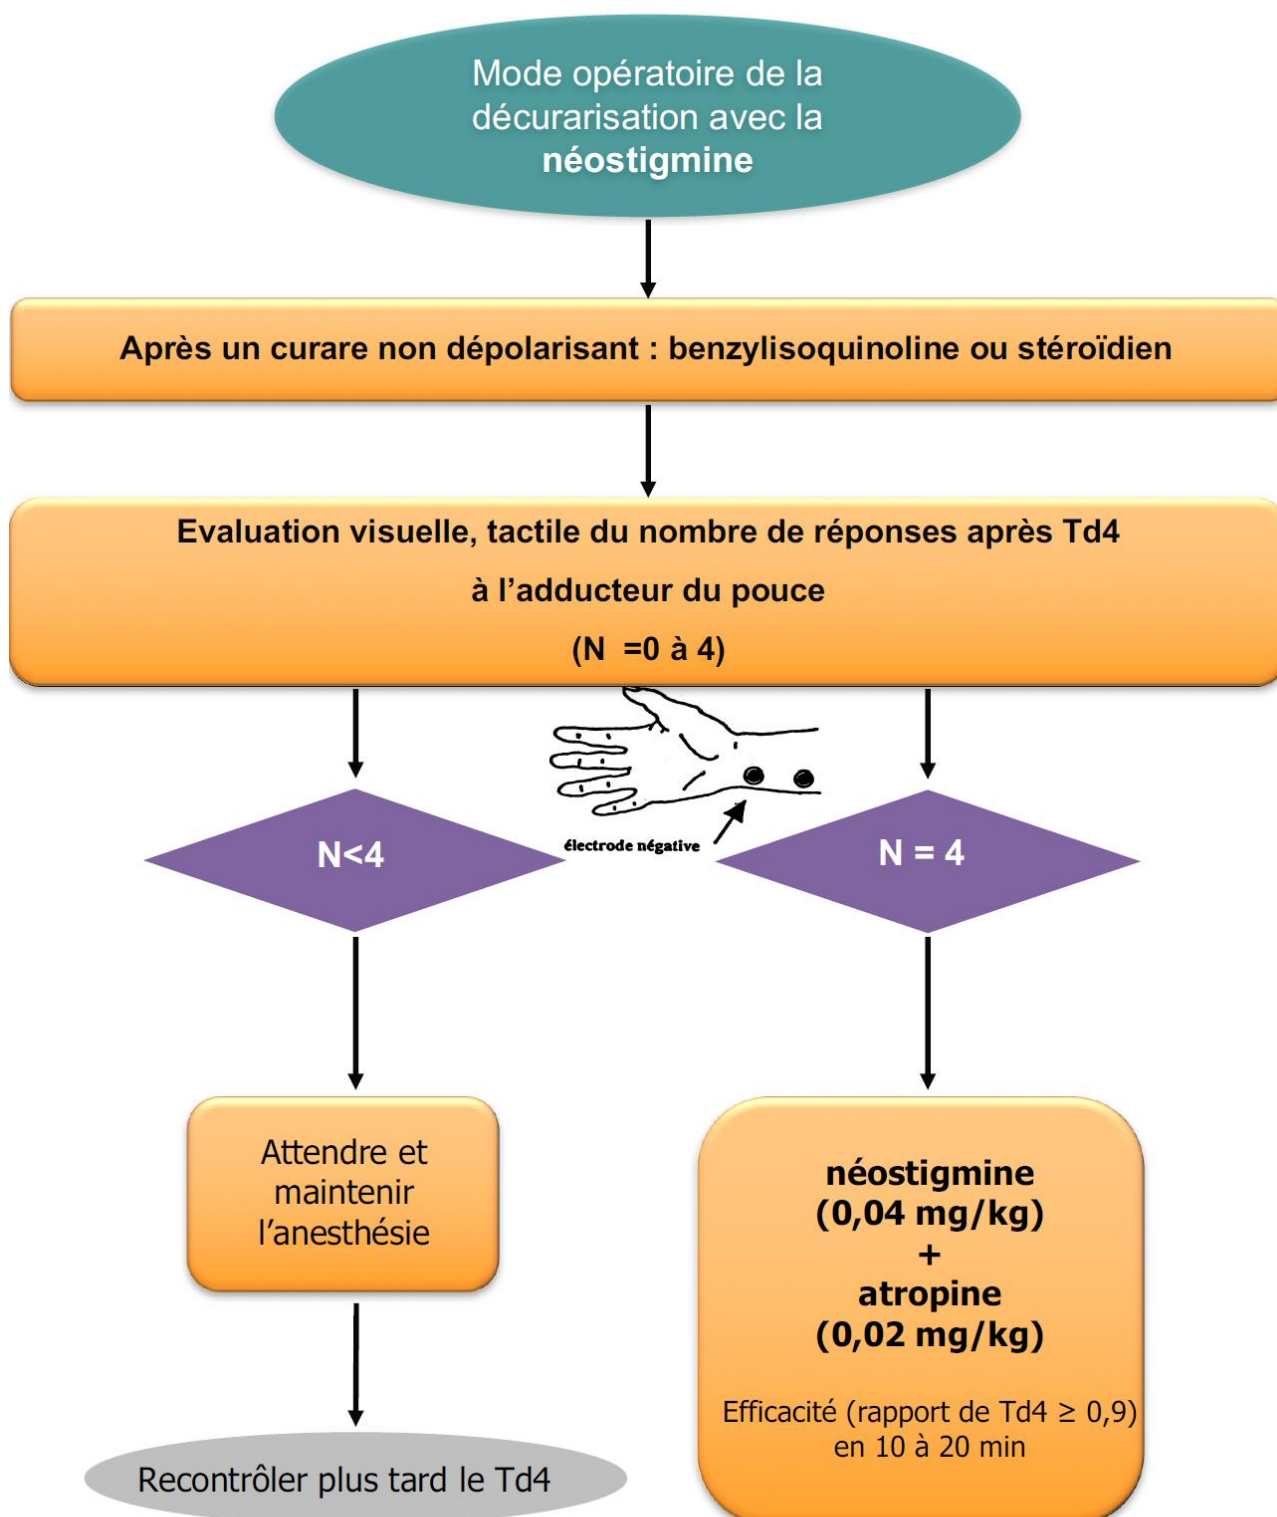 Mode opératoire de la
décurarisation avec la
néostigmine
Après un curare non dépolarisant : benzylisoquinoline ou stéroïdien
Evaluation visuelle, tactile du nombre de réponses après Td4
à l’adducteur du pouce
(N =0 à 4)
électrode négative
N<4
N = 4
Attendre et
maintenir
l’anesthésie
néostigmine
(0,04 mg/kg)
+
atropine
(0,02 mg/kg)
Efficacité (rapport de Td4 ≥ 0,9)
en 10 à 20 min
Recontrôler plus tard le Td4